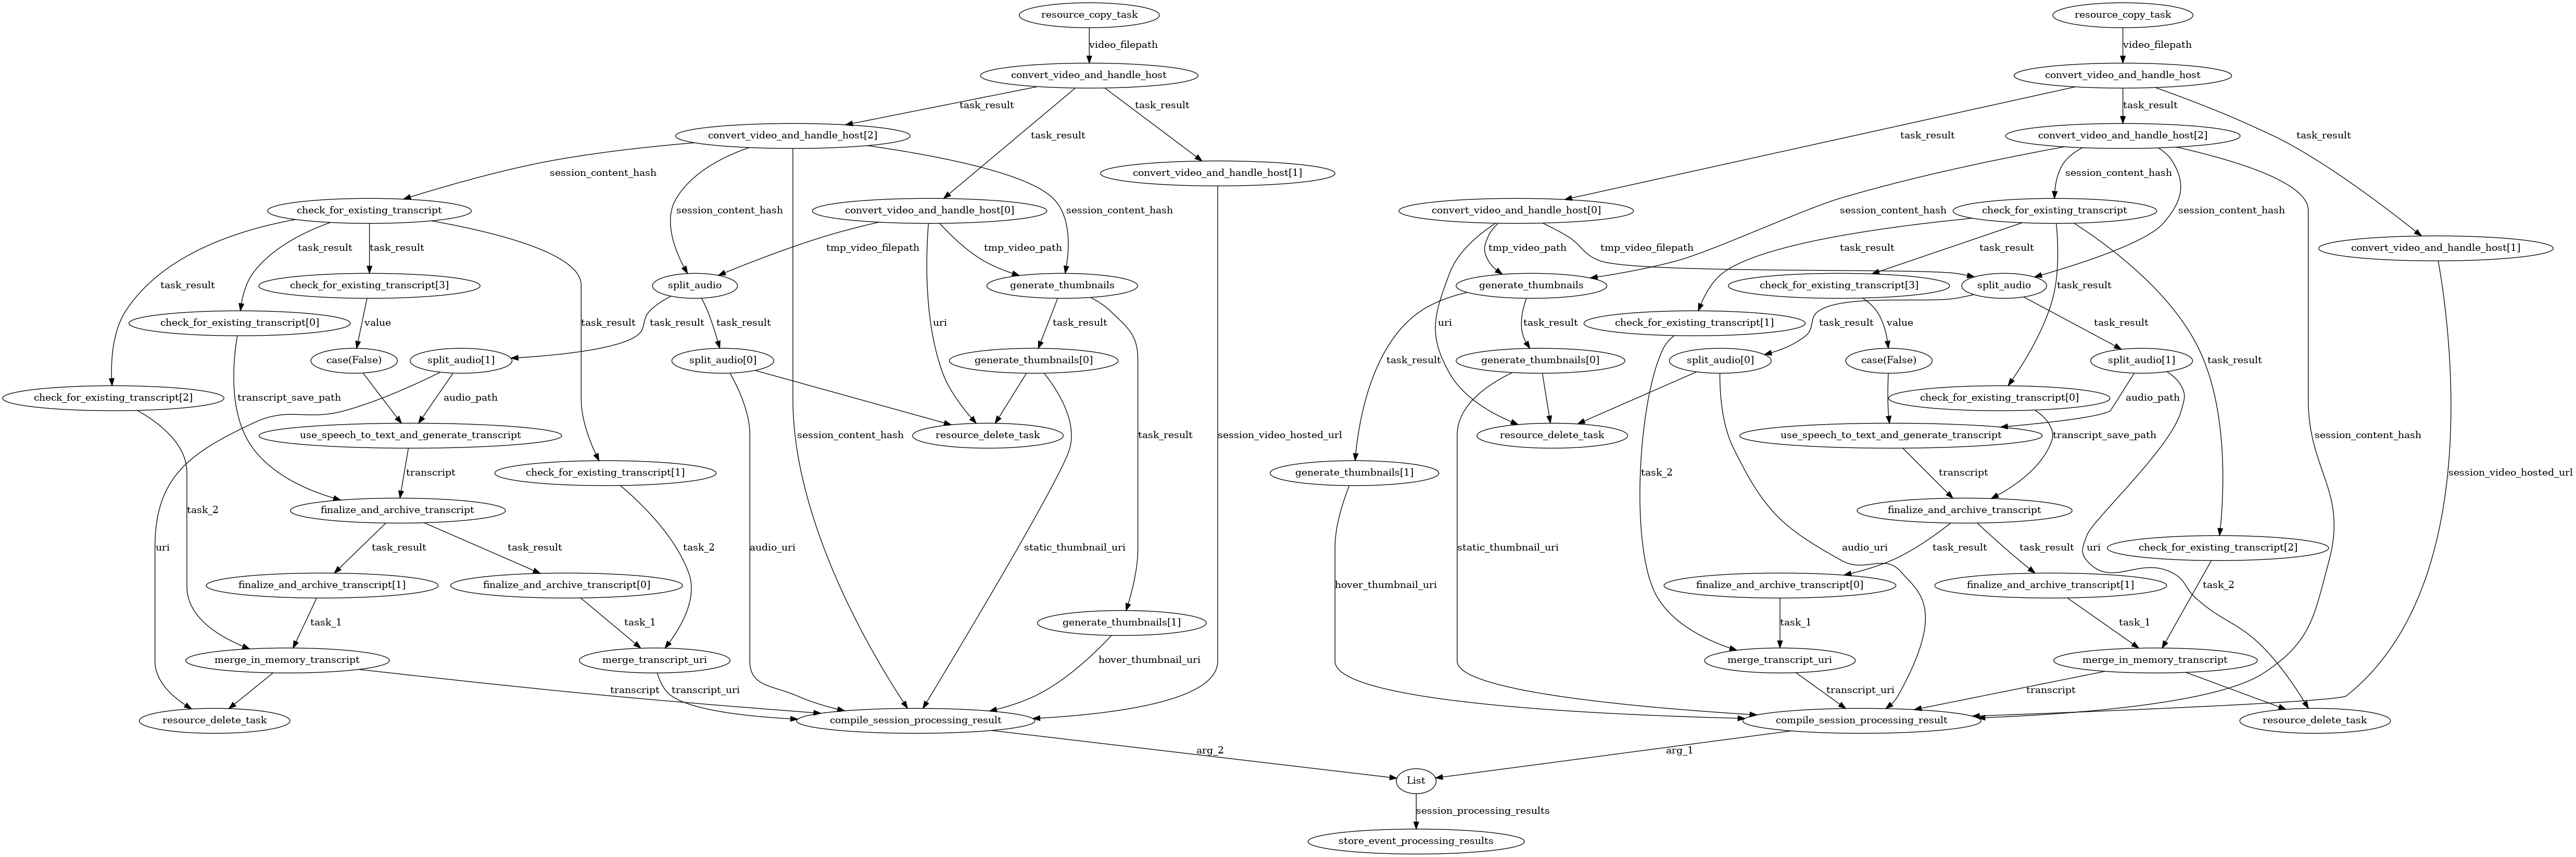 resource_copy_task
resource_copy_task
video_filepath
video_filepath
convert_video_and_handle_host
convert_video_and_handle_host
task_result
task_result
task_result
convert_video_and_handle_host[2]
task_result
task_result
task_result
convert_video_and_handle_host[2]
convert_video_and_handle_host[1]
session_content_hash
session_content_hash
check_for_existing_transcript
session_content_hash
convert_video_and_handle_host[0]
session_content_hash
convert_video_and_handle_host[0]
session_content_hash
check_for_existing_transcript
session_content_hash
task_result
task_result
task_result
tmp_video_filepath
tmp_video_path
tmp_video_path
tmp_video_filepath
task_result
task_result
convert_video_and_handle_host[1]
check_for_existing_transcript[3]
split_audio
generate_thumbnails
generate_thumbnails
check_for_existing_transcript[3]
split_audio
task_result
check_for_existing_transcript[0]
value
task_result
task_result
task_result
uri
task_result
uri
task_result
check_for_existing_transcript[1]
task_result
value
task_result
case(False)
split_audio[1]
split_audio[0]
generate_thumbnails[0]
task_result
generate_thumbnails[0]
split_audio[0]
case(False)
split_audio[1]
task_result
check_for_existing_transcript[2]
transcript_save_path
audio_path
check_for_existing_transcript[0]
audio_path
use_speech_to_text_and_generate_transcript
session_content_hash
resource_delete_task
task_result
session_video_hosted_url
resource_delete_task
use_speech_to_text_and_generate_transcript
transcript_save_path
session_content_hash
transcript
check_for_existing_transcript[1]
generate_thumbnails[1]
task_2
transcript
session_video_hosted_url
task_2
finalize_and_archive_transcript
finalize_and_archive_transcript
uri
task_result
task_result
task_2
audio_uri
static_thumbnail_uri
static_thumbnail_uri
audio_uri
task_result
task_result
uri
check_for_existing_transcript[2]
finalize_and_archive_transcript[1]
finalize_and_archive_transcript[0]
hover_thumbnail_uri
finalize_and_archive_transcript[0]
finalize_and_archive_transcript[1]
task_2
task_1
task_1
generate_thumbnails[1]
task_1
task_1
merge_in_memory_transcript
merge_transcript_uri
hover_thumbnail_uri
merge_transcript_uri
merge_in_memory_transcript
transcript
transcript_uri
transcript_uri
transcript
resource_delete_task
compile_session_processing_result
compile_session_processing_result
resource_delete_task
arg_2
arg_1
List
session_processing_results
store_event_processing_results